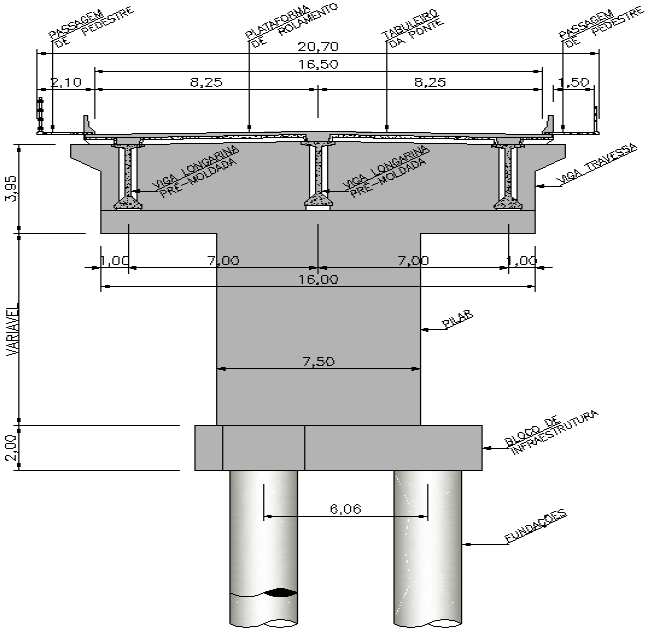 PASSAGEM
DE PEDESTRE
PLATAFORMA
DE ROLAMENTO
TABULEIRO
DA PONTE
PASSAGEM
DE PEDESTRE
20,70
16,50
2,10
8,25
8,25
1,50
3,95
VIGA LONGARINA
PRÉ-MOLDADA
VIGA LONGARINA
PRÉ-MOLDADA
VIGA TRAVESSA
1,00
7,00
7,00
1,00
16,00
VARIAVEL
PILAR
7,50
2,00
BLOCO DE
INFRAESTRUTURA
6,06
FUNDAÇÕES